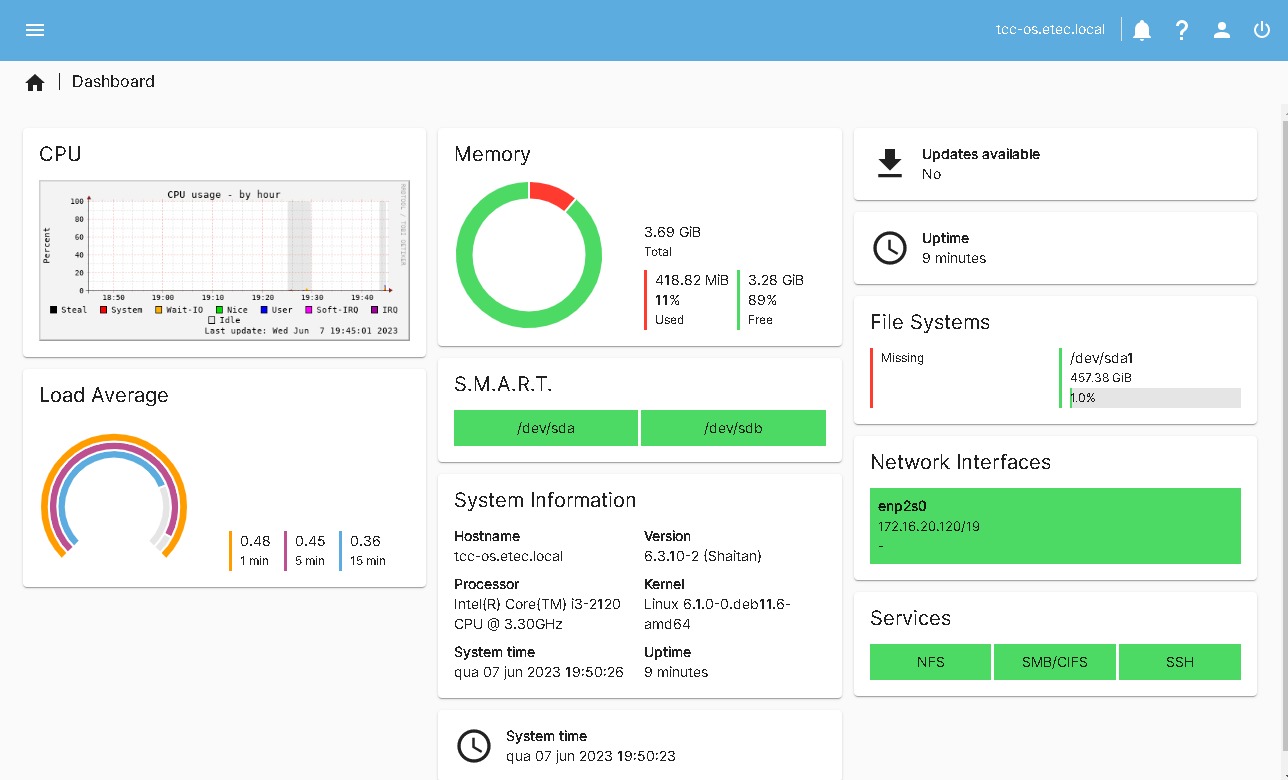 tcc-os.etec.local
Dashboard
CPU
CPU usage - by hour
100
80
60
40
20
0
Percent
18:50 19:00 19:10 19:20 19:30 19:40
Steal System Wait-IO Nice User Soft-IRQ IRQ
Idle
Last update: Wed Jun 7 19:45:01 2023
RRDTOOL / TOBI OETIKER
Load Average
0.48 0.45 0.36
1 min 5 min 15 min
Memory
3.69 GiB
Total
418.82 MiB 3.28 GiB
11% 89%
Used Free
S.M.A.R.T.
/dev/sda /dev/sdb
System Information
Hostname Version
tcc-os.etec.local 6.3.10-2 (Shaitan)
Processor Kernel
Intel(R) Core(TM) i3-2120 Linux 6.1.0-0.deb11.6-
CPU @ 3.30GHz amd64
System time Uptime
qua 07 jun 2023 19:50:26 9 minutes
System time
qua 07 jun 2023 19:50:23
Updates available
No
Uptime
9 minutes
File Systems
Missing /dev/sda1
457.38 GiB
1.0%
Network Interfaces
enp2s0
172.16.20.120/19
-
Services
NFS SMB/CIFS SSH